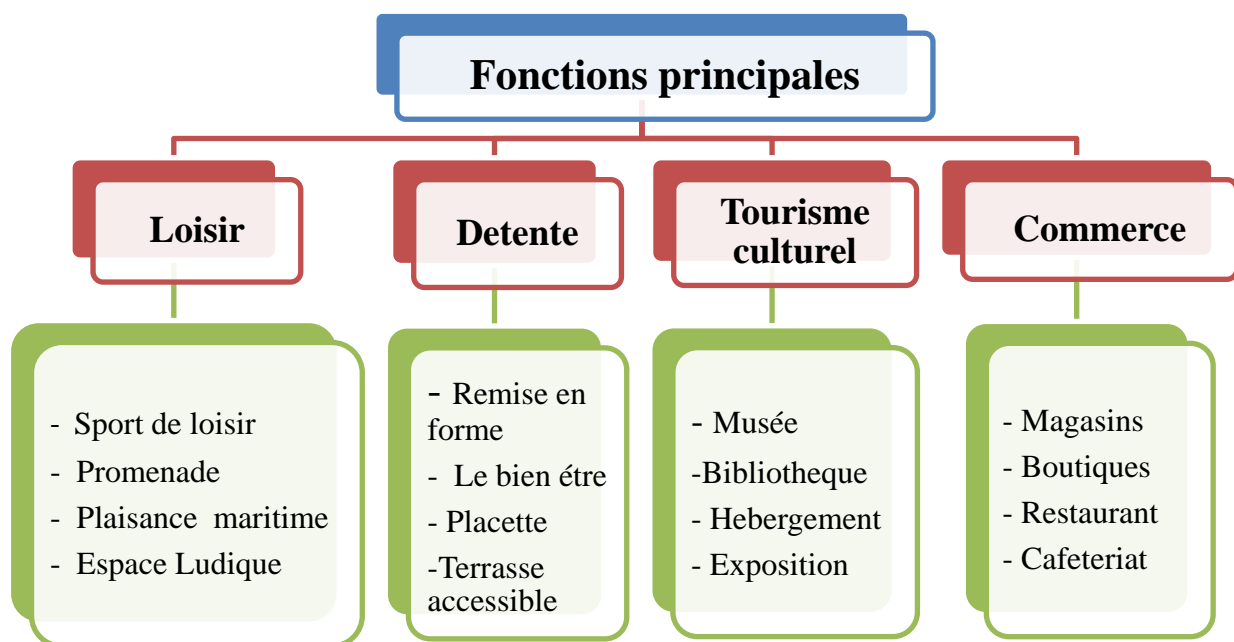 Fonctions principales
Loisir
- Sport de loisir
- Promenade
- Plaisance maritime
- Espace Ludique
Detente
- Remise en
forme
- Le bien étre
- Placette
-Terrasse
accessible
Tourisme
culturel
- Musée
-Bibliotheque
- Hebergement
- Exposition
Commerce
- Magasins
- Boutiques
- Restaurant
- Cafeteriat